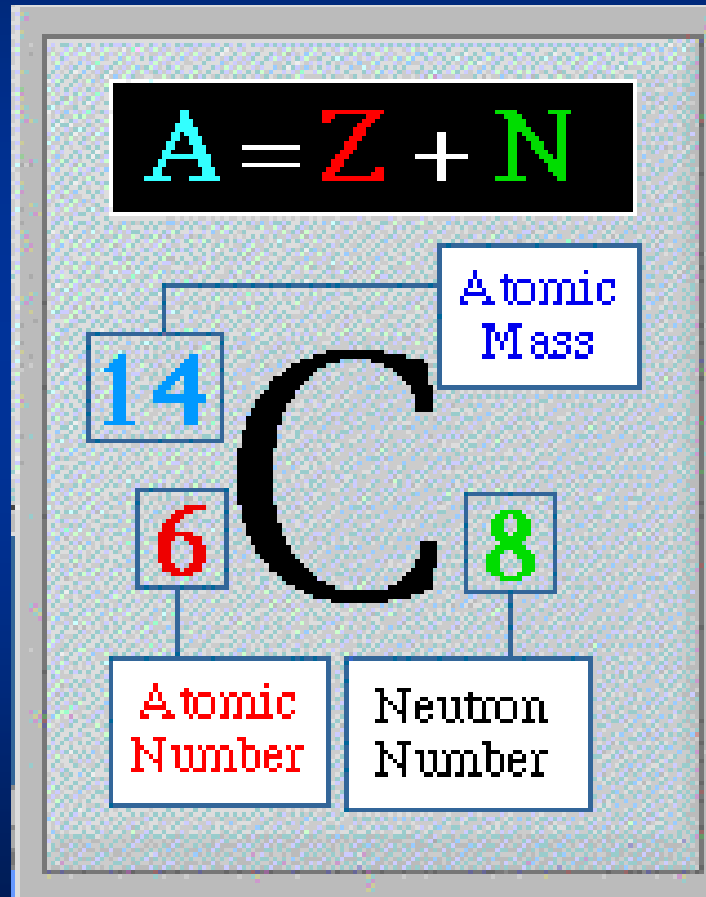 A = Z + N
Atomic
Mass
14
C
6
8
Atomic
Number
Neutron
Number